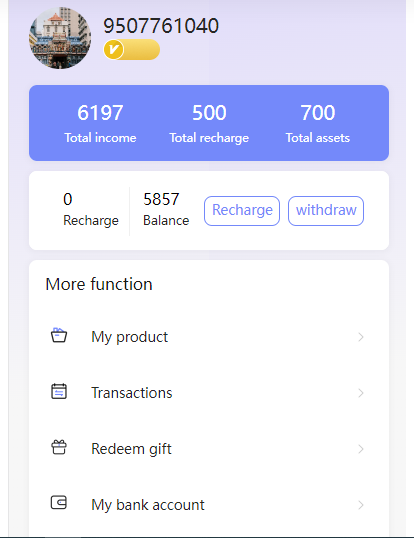 9507761040
6197 500 700
Total income Total recharge Total assets
0 5857
Recharge Balance Recharge withdraw
More function
My product
Transactions
Redeem gift
My bank account